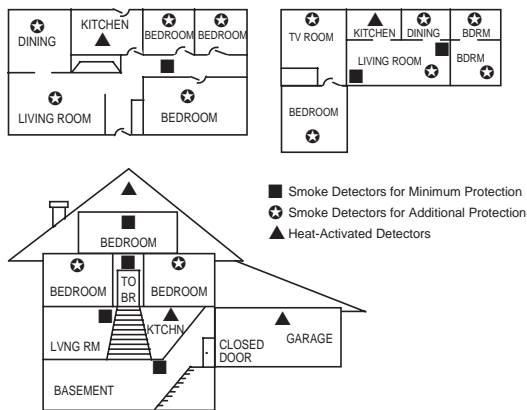 DINING
KITCHEN
BEDROOM
BEDROOM
LIVING ROOM
BEDROOM
TV ROOM
KITCHEN
DINING
BDRM
LIVING ROOM
BDRM
BEDROOM
Smoke Detectors for Minimum Protection
Smoke Detectors for Additional Protection
Heat-Activated Detectors
BEDROOM
BEDROOM
TO
BR
BEDROOM
LVNG RM
KTCHN
CLOSED
DOOR
GARAGE
BASEMENT